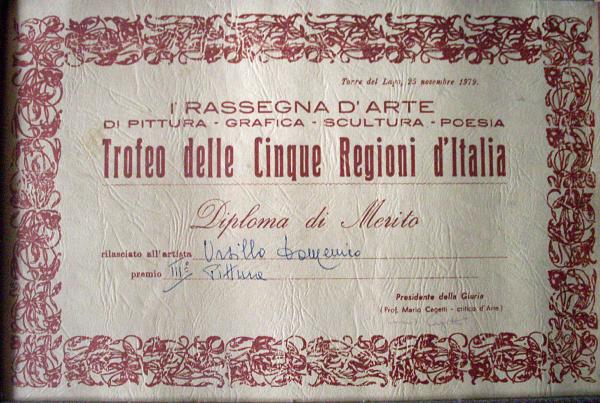 Torre del Lago, 25 novembre 1979.
I^ RASSEGNA D'ARTE
DI PITTURA - GRAFICA - SCULTURA - POESIA
Trofeo delle Cinque Regioni d'Italia
Diploma di Merito
rilasciato all'artista Ursillo Domenico
premio III° Pittura
Presidente della Giuria
(Prof. Mario Cegetti - critico d'Arte)